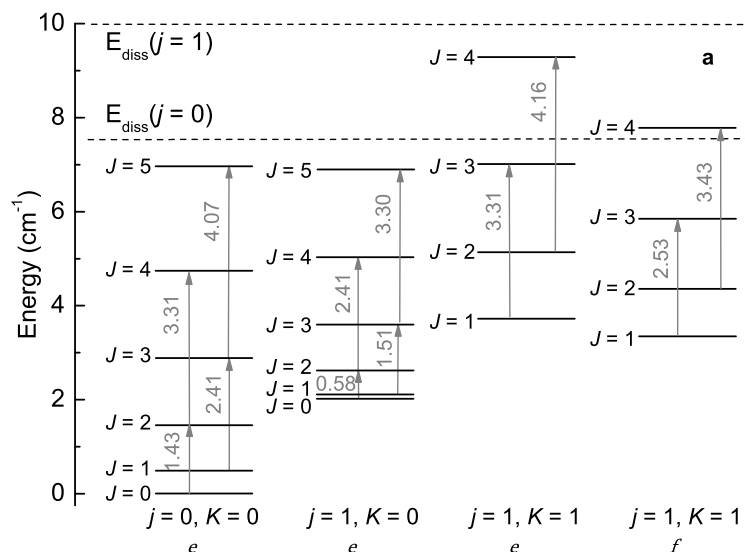 a
Energy (cm⁻¹)
10
8
6
4
2
0
E_diss(j = 1)
E_diss(j = 0)
J = 5
J = 4
J = 3
J = 2
J = 1
J = 0
4.07
3.31
2.41
1.43
J = 5
J = 4
J = 3
J = 2
J = 1
J = 0
3.30
2.41
1.51
0.58
J = 4
J = 3
J = 2
J = 1
4.16
3.31
J = 4
J = 3
J = 2
J = 1
3.43
2.53
j = 0, K = 0
j = 1, K = 0
j = 1, K = 1
j = 1, K = 1
e
e
e
f